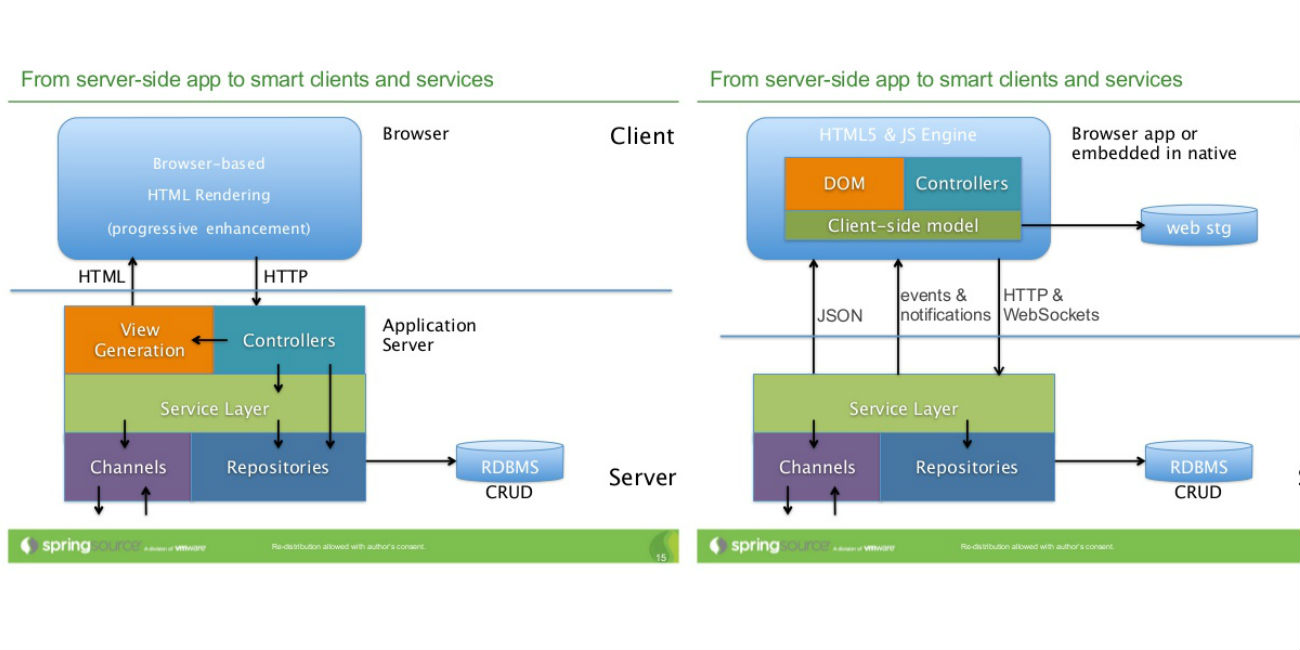 From server-side app to smart clients and services
Browser
Client
Browser-based
HTML Rendering
(progressive enhancement)
HTML
HTTP
View
Generation
Controllers
Application
Server
Service Layer
Channels
Repositories
RDBMS
CRUD
Server
springsource A division of vmware
Re-distribution allowed with author's consent.
15
From server-side app to smart clients and services
HTML5 & JS Engine
Browser app or
embedded in native
DOM
Controllers
Client-side model
web stg
JSON
events &
notifications
HTTP &
WebSockets
Service Layer
Channels
Repositories
RDBMS
CRUD
springsource A division of vmware
Re-distribution allowed with author's consent.